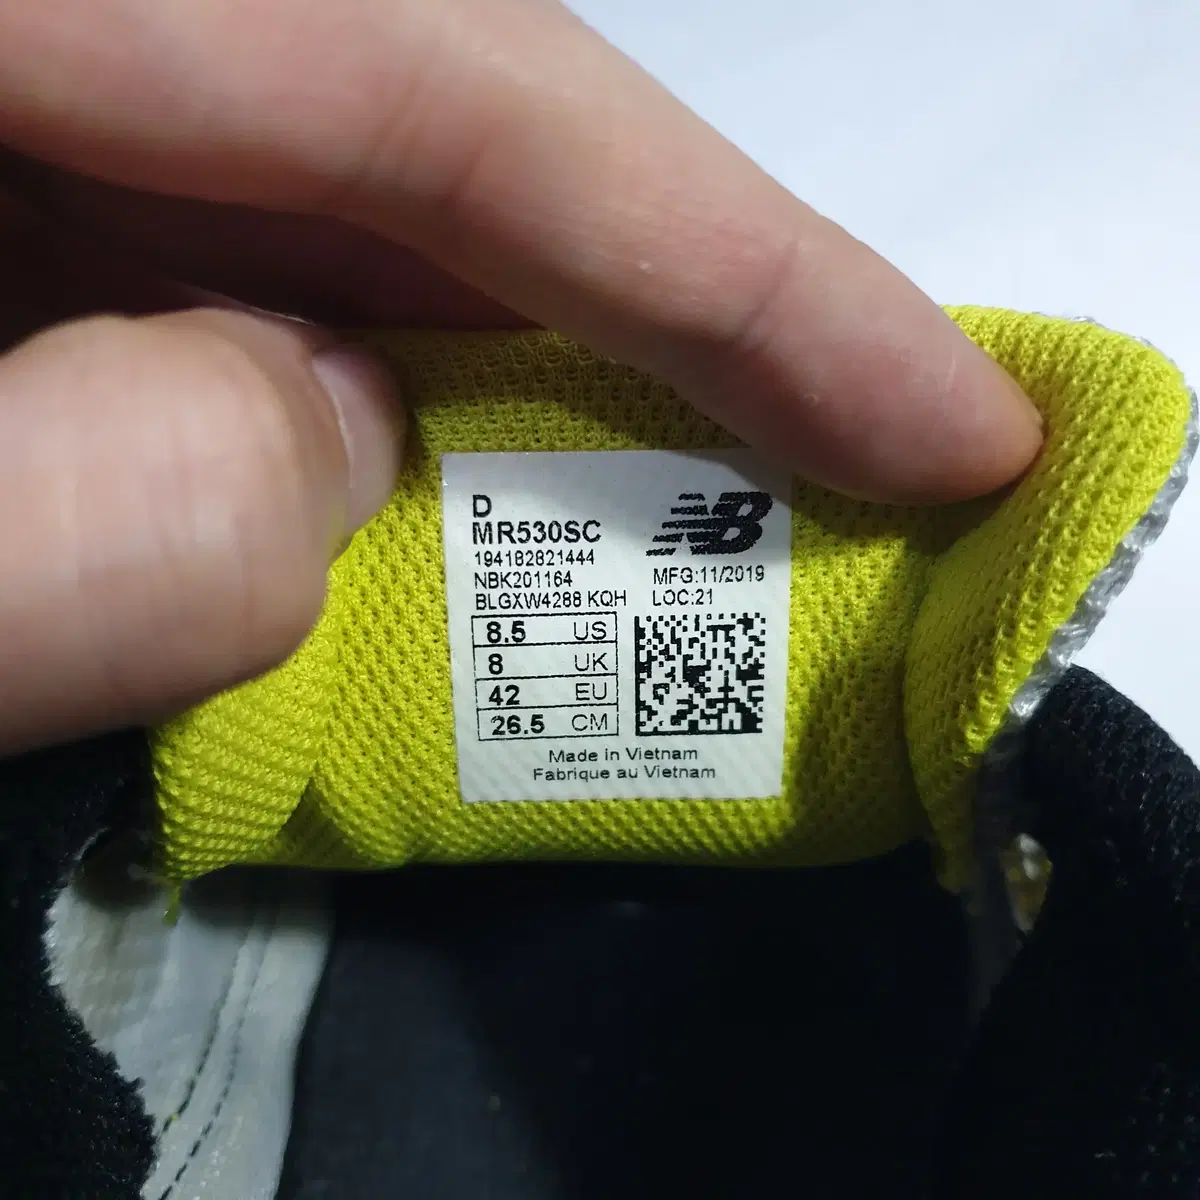 D
MR530SC
194182821444
NBK201164
BLGXW4288 KQH
NB
MFG:11/2019
LOC:21
8.5 US
8 UK
42 EU
26.5 CM
Made in Vietnam
Fabrique au Vietnam